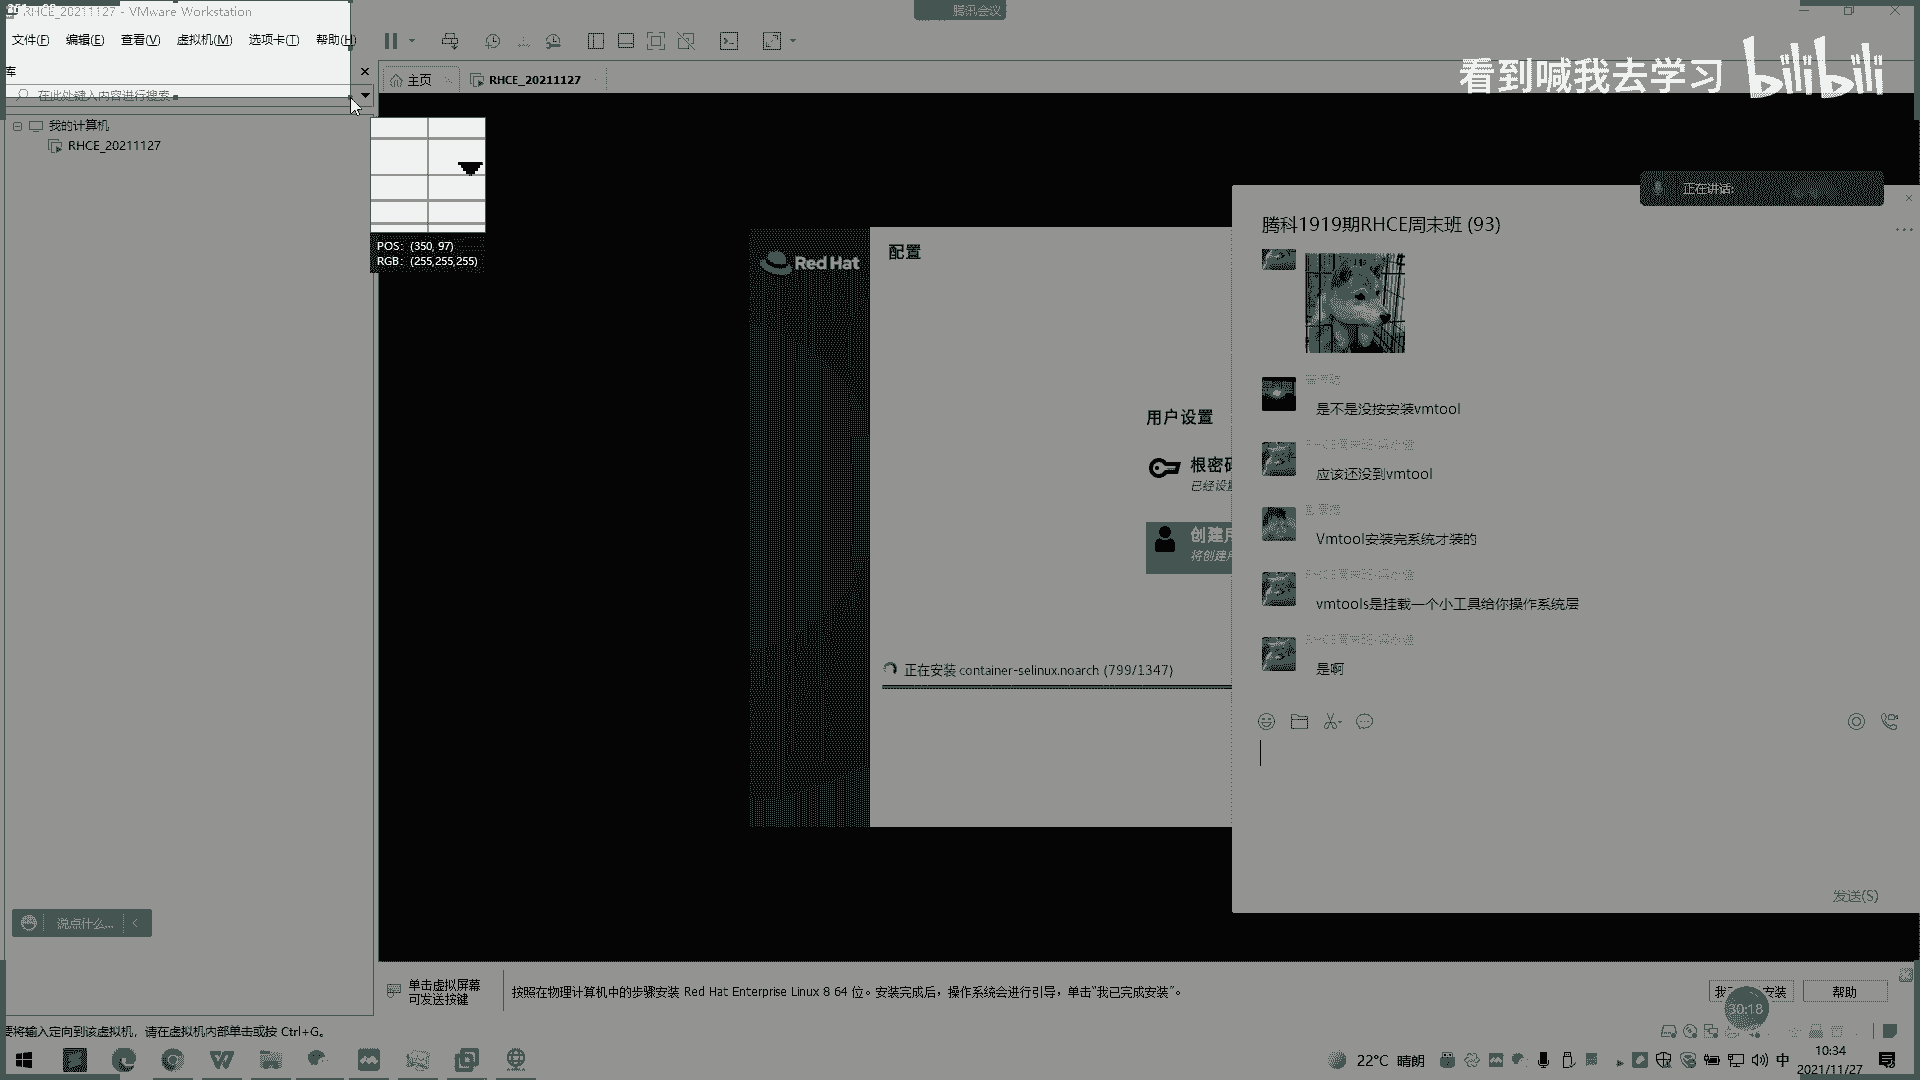 RHCE_20211127 - VMware Workstation
腾讯会议
文件(F) 编辑(E) 查看(V) 虚拟机(M) 选项卡(T) 帮助(H)
库
主页
RHCE_20211127
看到喊我去学习
bilibili
在此处键入内容进行搜索
我的计算机
RHCE_20211127
POS: (350, 97)
RGB: (255,255,255)
正在讲话:
腾科1919期RHCE周末班 (93)
Red Hat
配置
用户设置
根密码
已经设置
创建用
将创建用
正在安装 container-selinux.noarch (799/1347)
是不是没按安装vmtool
应该还没到vmtool
Vmtool安装完系统才装的
vmtools是挂载一个小工具给你操作系统层
是啊
发送(S)
说点什么...
单击虚拟屏幕
可发送按键
按照在物理计算机中的步骤安装 Red Hat Enterprise Linux 8 64 位。安装完成后，操作系统会进行引导，单击“我已完成安装”。
安装
帮助
30:18
要将输入定向到该虚拟机，请在虚拟机内部单击或按 Ctrl+G。
22°C 晴朗
中
10:34
2021/11/27